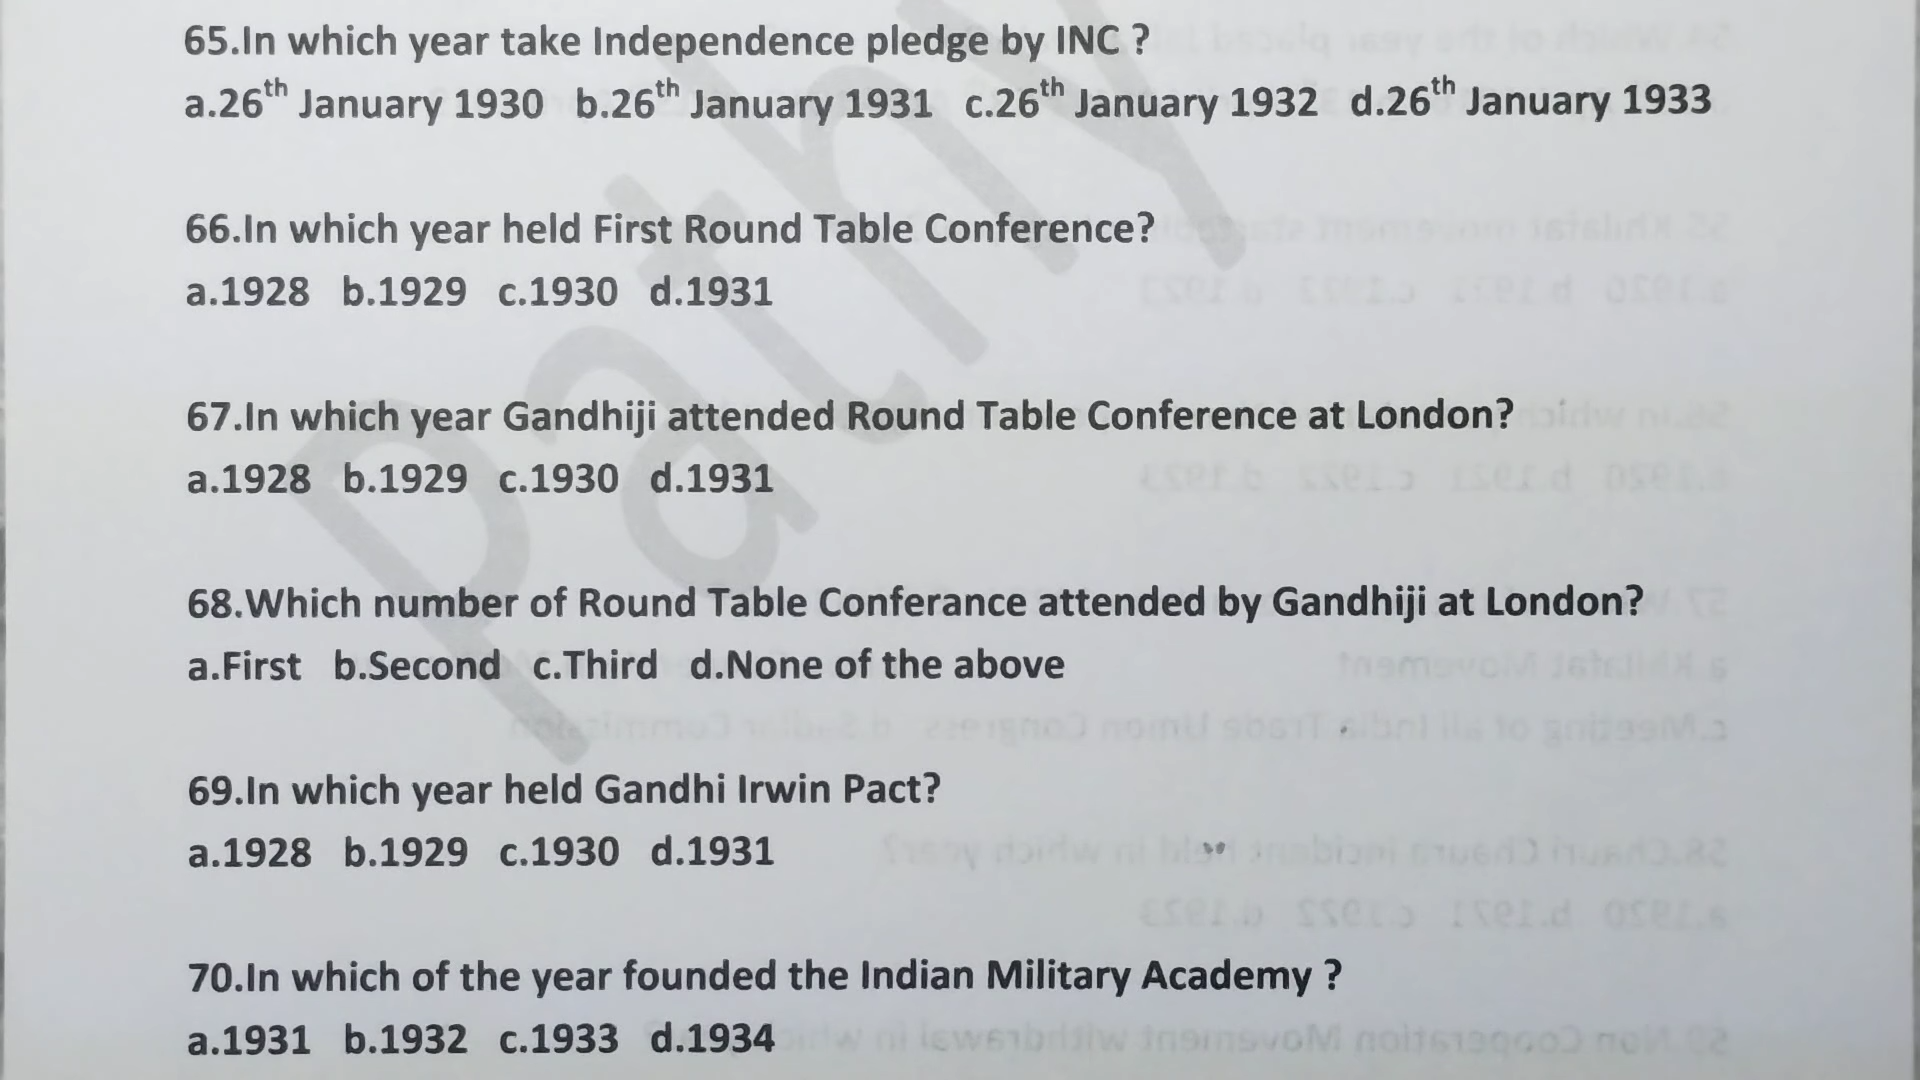 65.In which year take Independence pledge by INC ?
a.26th January 1930 b.26th January 1931 c.26th January 1932 d.26th January 1933
66.In which year held First Round Table Conference?
a.1928 b.1929 c.1930 d.1931
67.In which year Gandhiji attended Round Table Conference at London?
a.1928 b.1929 c.1930 d.1931
68.Which number of Round Table Conferance attended by Gandhiji at London?
a.First b.Second c.Third d.None of the above
69.In which year held Gandhi Irwin Pact?
a.1928 b.1929 c.1930 d.1931
70.In which of the year founded the Indian Military Academy ?
a.1931 b.1932 c.1933 d.1934
Pathy